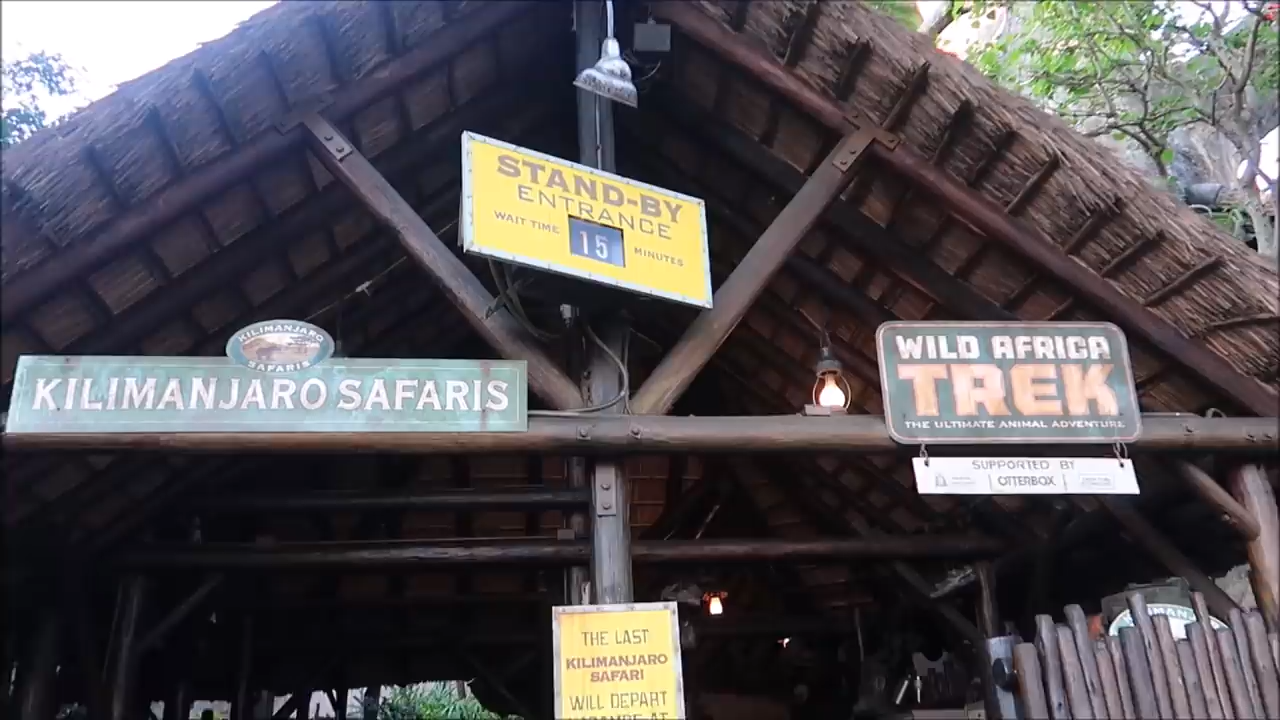 STAND-BY
ENTRANCE
WAIT TIME 15 MINUTES
KILIMANJARO
SAFARIS
KILIMANJARO SAFARIS
WILD AFRICA
TREK
THE ULTIMATE ANIMAL ADVENTURE
SUPPORTED BY
OTTERBOX
THE LAST
KILIMANJARO
SAFARI
WILL DEPART